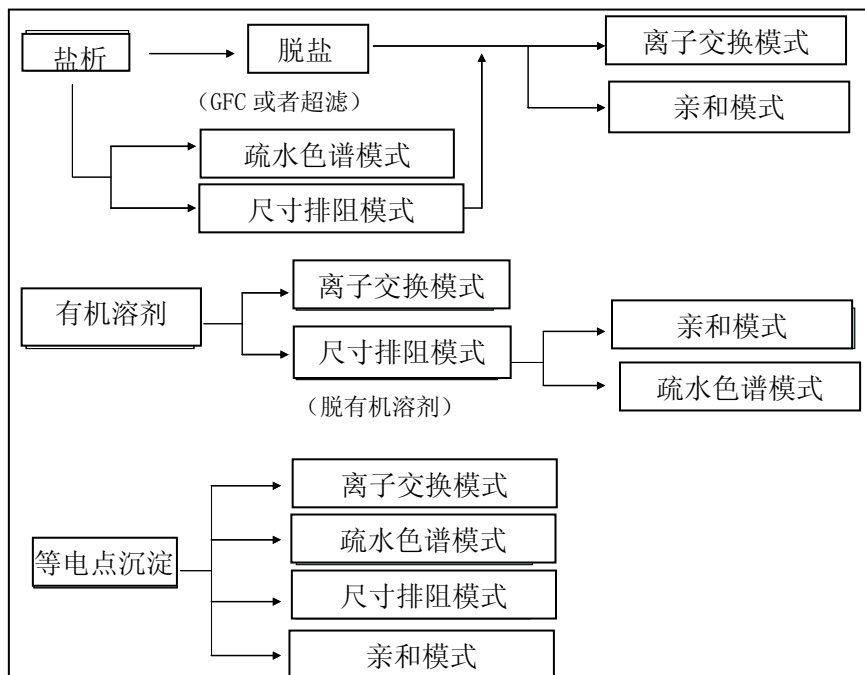 盐析
脱盐
离子交换模式
（GFC 或者超滤）
亲和模式
疏水色谱模式
尺寸排阻模式
有机溶剂
离子交换模式
尺寸排阻模式
亲和模式
（脱有机溶剂）
疏水色谱模式
等电点沉淀
离子交换模式
疏水色谱模式
尺寸排阻模式
亲和模式